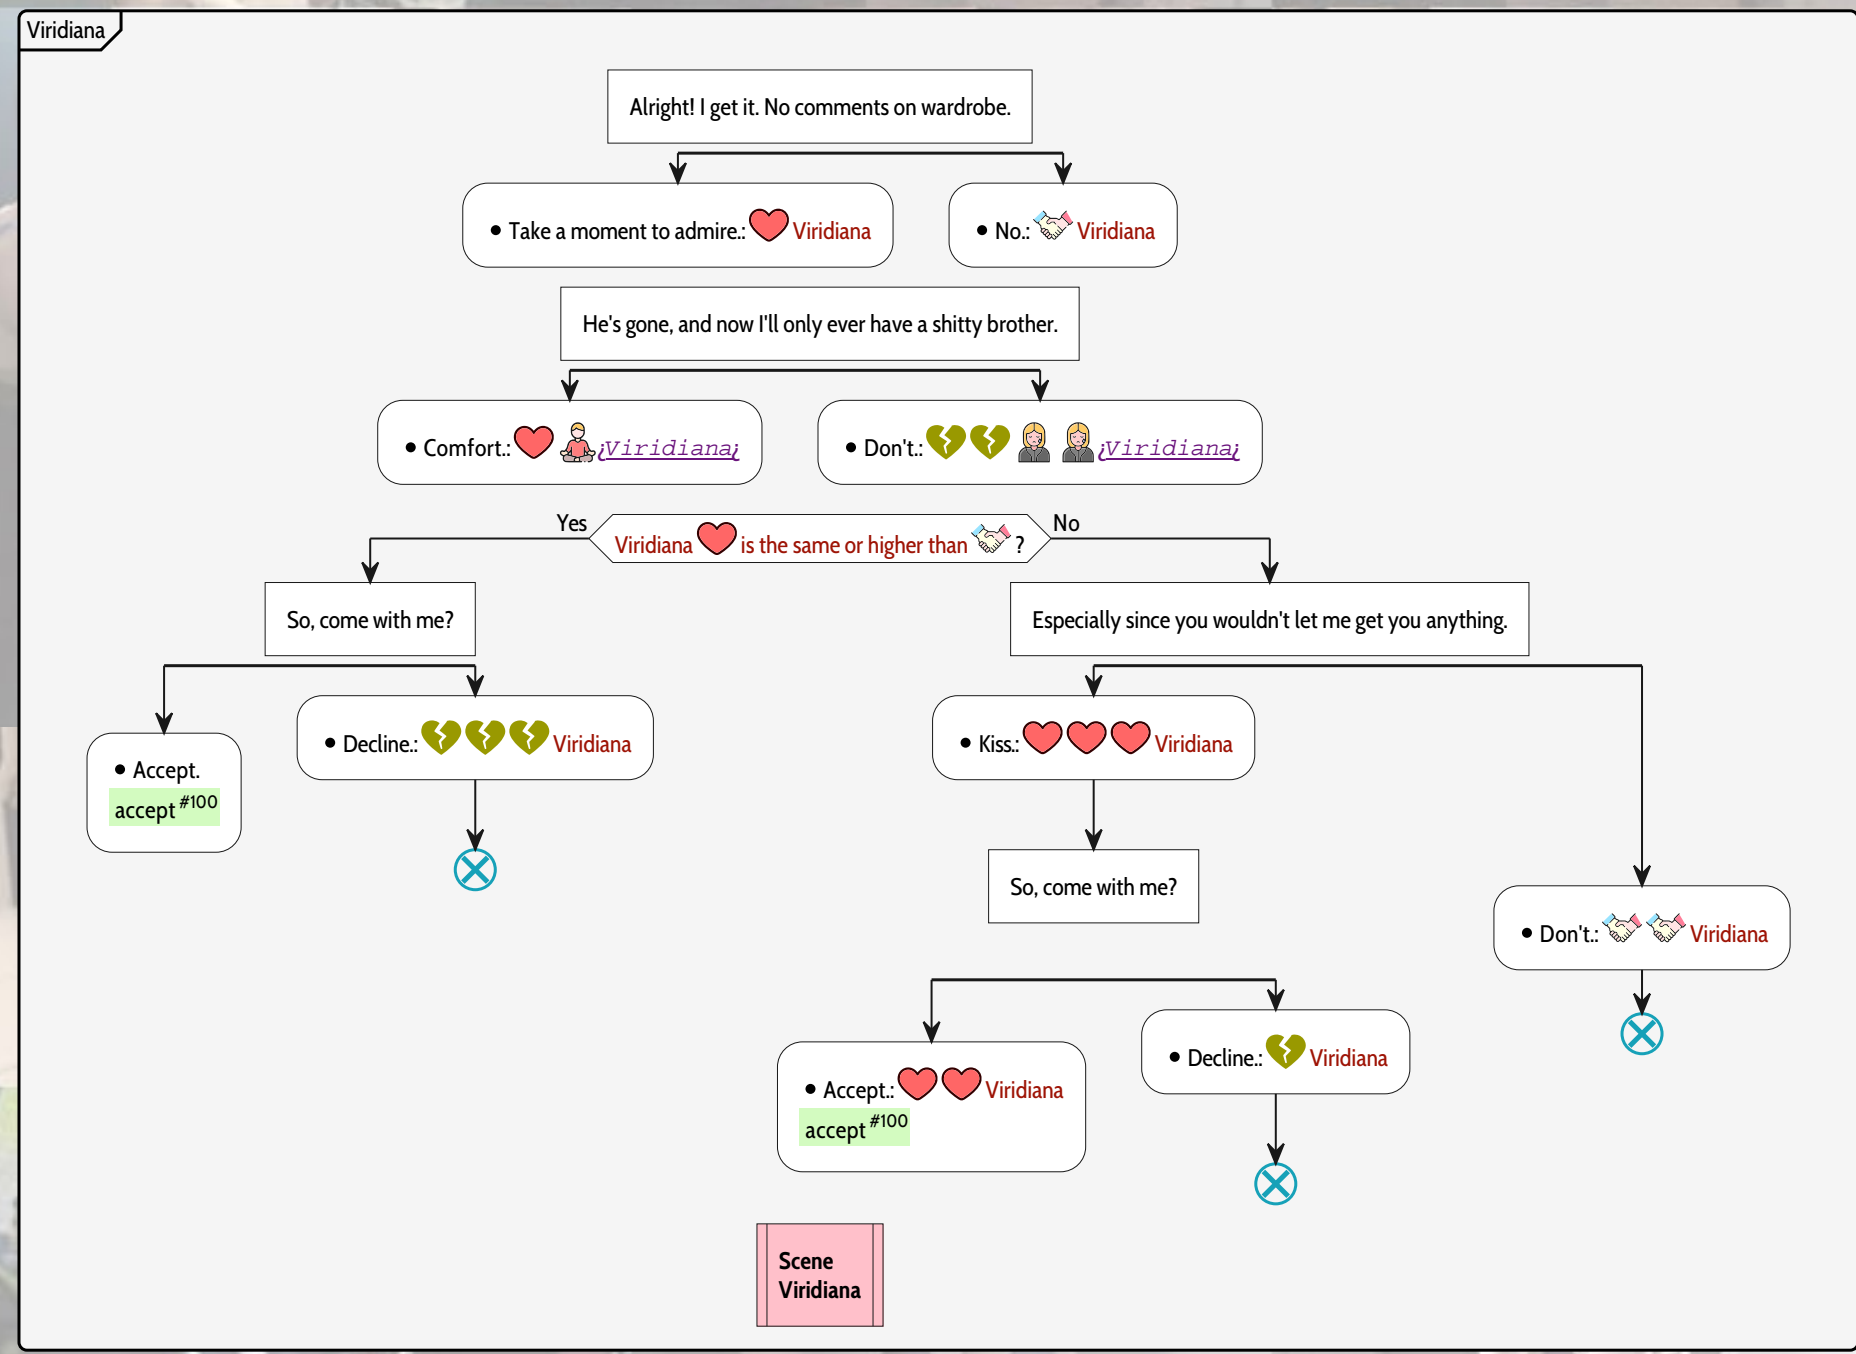 Viridiana
Alright! I get it. No comments on wardrobe.
• Take a moment to admire.: Viridiana
• No.: Viridiana
He's gone, and now I'll only ever have a shitty brother.
• Comfort.: ¿Viridiana¿
• Don't.: ¿Viridiana¿
Yes
Viridiana is the same or higher than ?
No
So, come with me?
Especially since you wouldn't let me get you anything.
• Accept.
accept #100
• Decline.: Viridiana
• Kiss.: Viridiana
So, come with me?
• Don't.: Viridiana
• Accept.: Viridiana
accept #100
• Decline.: Viridiana
Scene
Viridiana